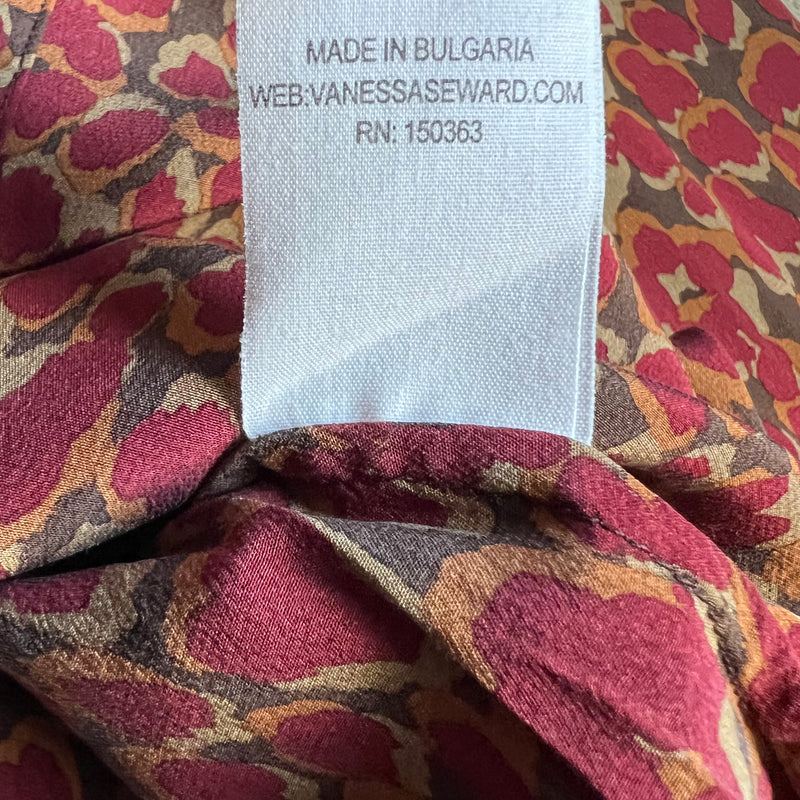 MADE IN BULGARIA
WEB:VANESSASEWARD.COM
RN: 150363